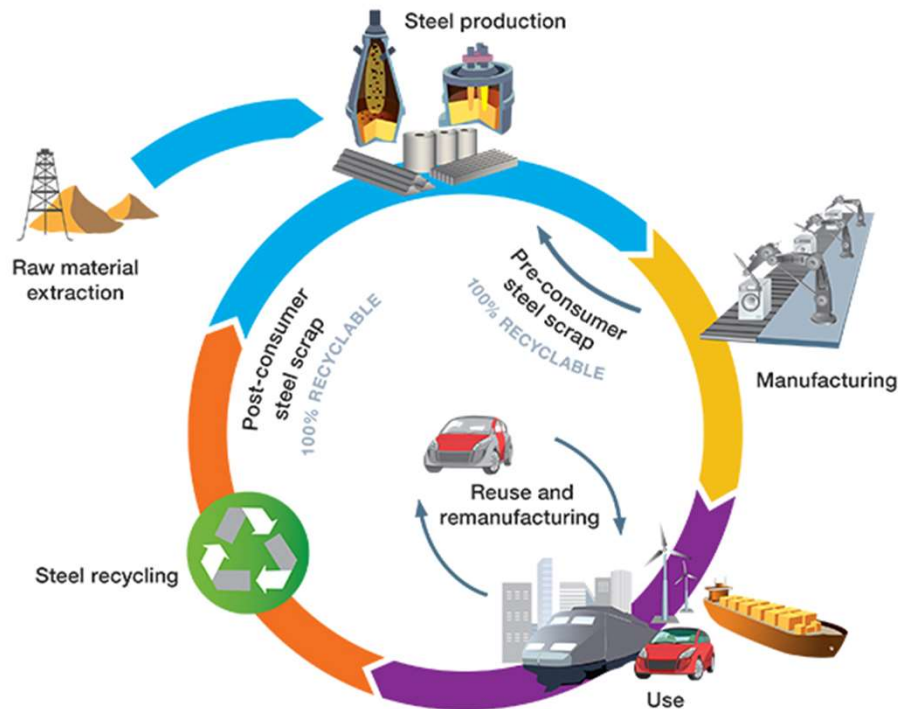 Steel production
Raw material
extraction
Pre-consumer
steel scrap
100% RECYCLABLE
Post-consumer
steel scrap
100% RECYCLABLE
Manufacturing
Reuse and
remanufacturing
Steel recycling
Use